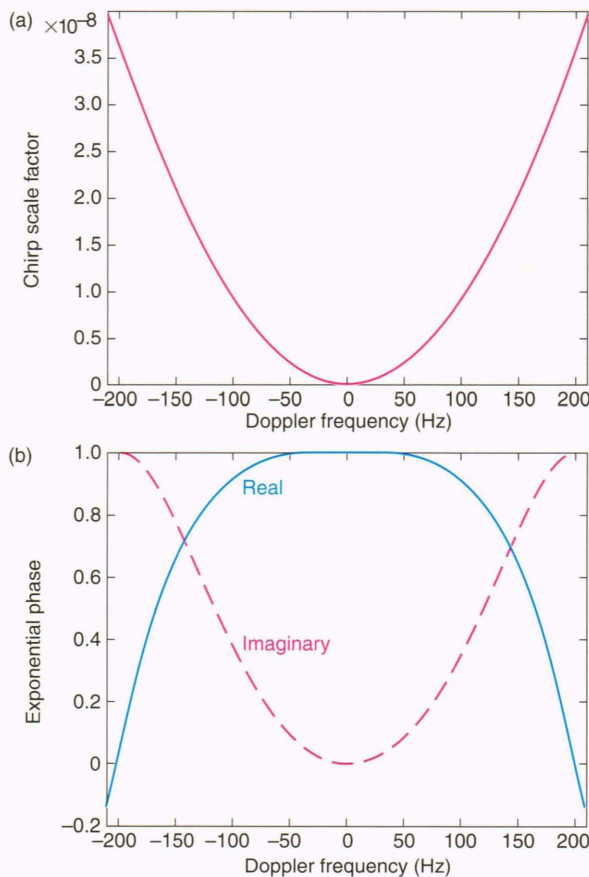 (a)
×10⁻⁸
3.5
3.0
2.5
2.0
1.5
1.0
0.5
0
Chirp scale factor
−200 −150 −100 −50 0 50 100 150 200
Doppler frequency (Hz)
(b)
1.0
0.8
0.6
0.4
0.2
0
−0.2
Exponential phase
Real
Imaginary
−200 −150 −100 −50 0 50 100 150 200
Doppler frequency (Hz)